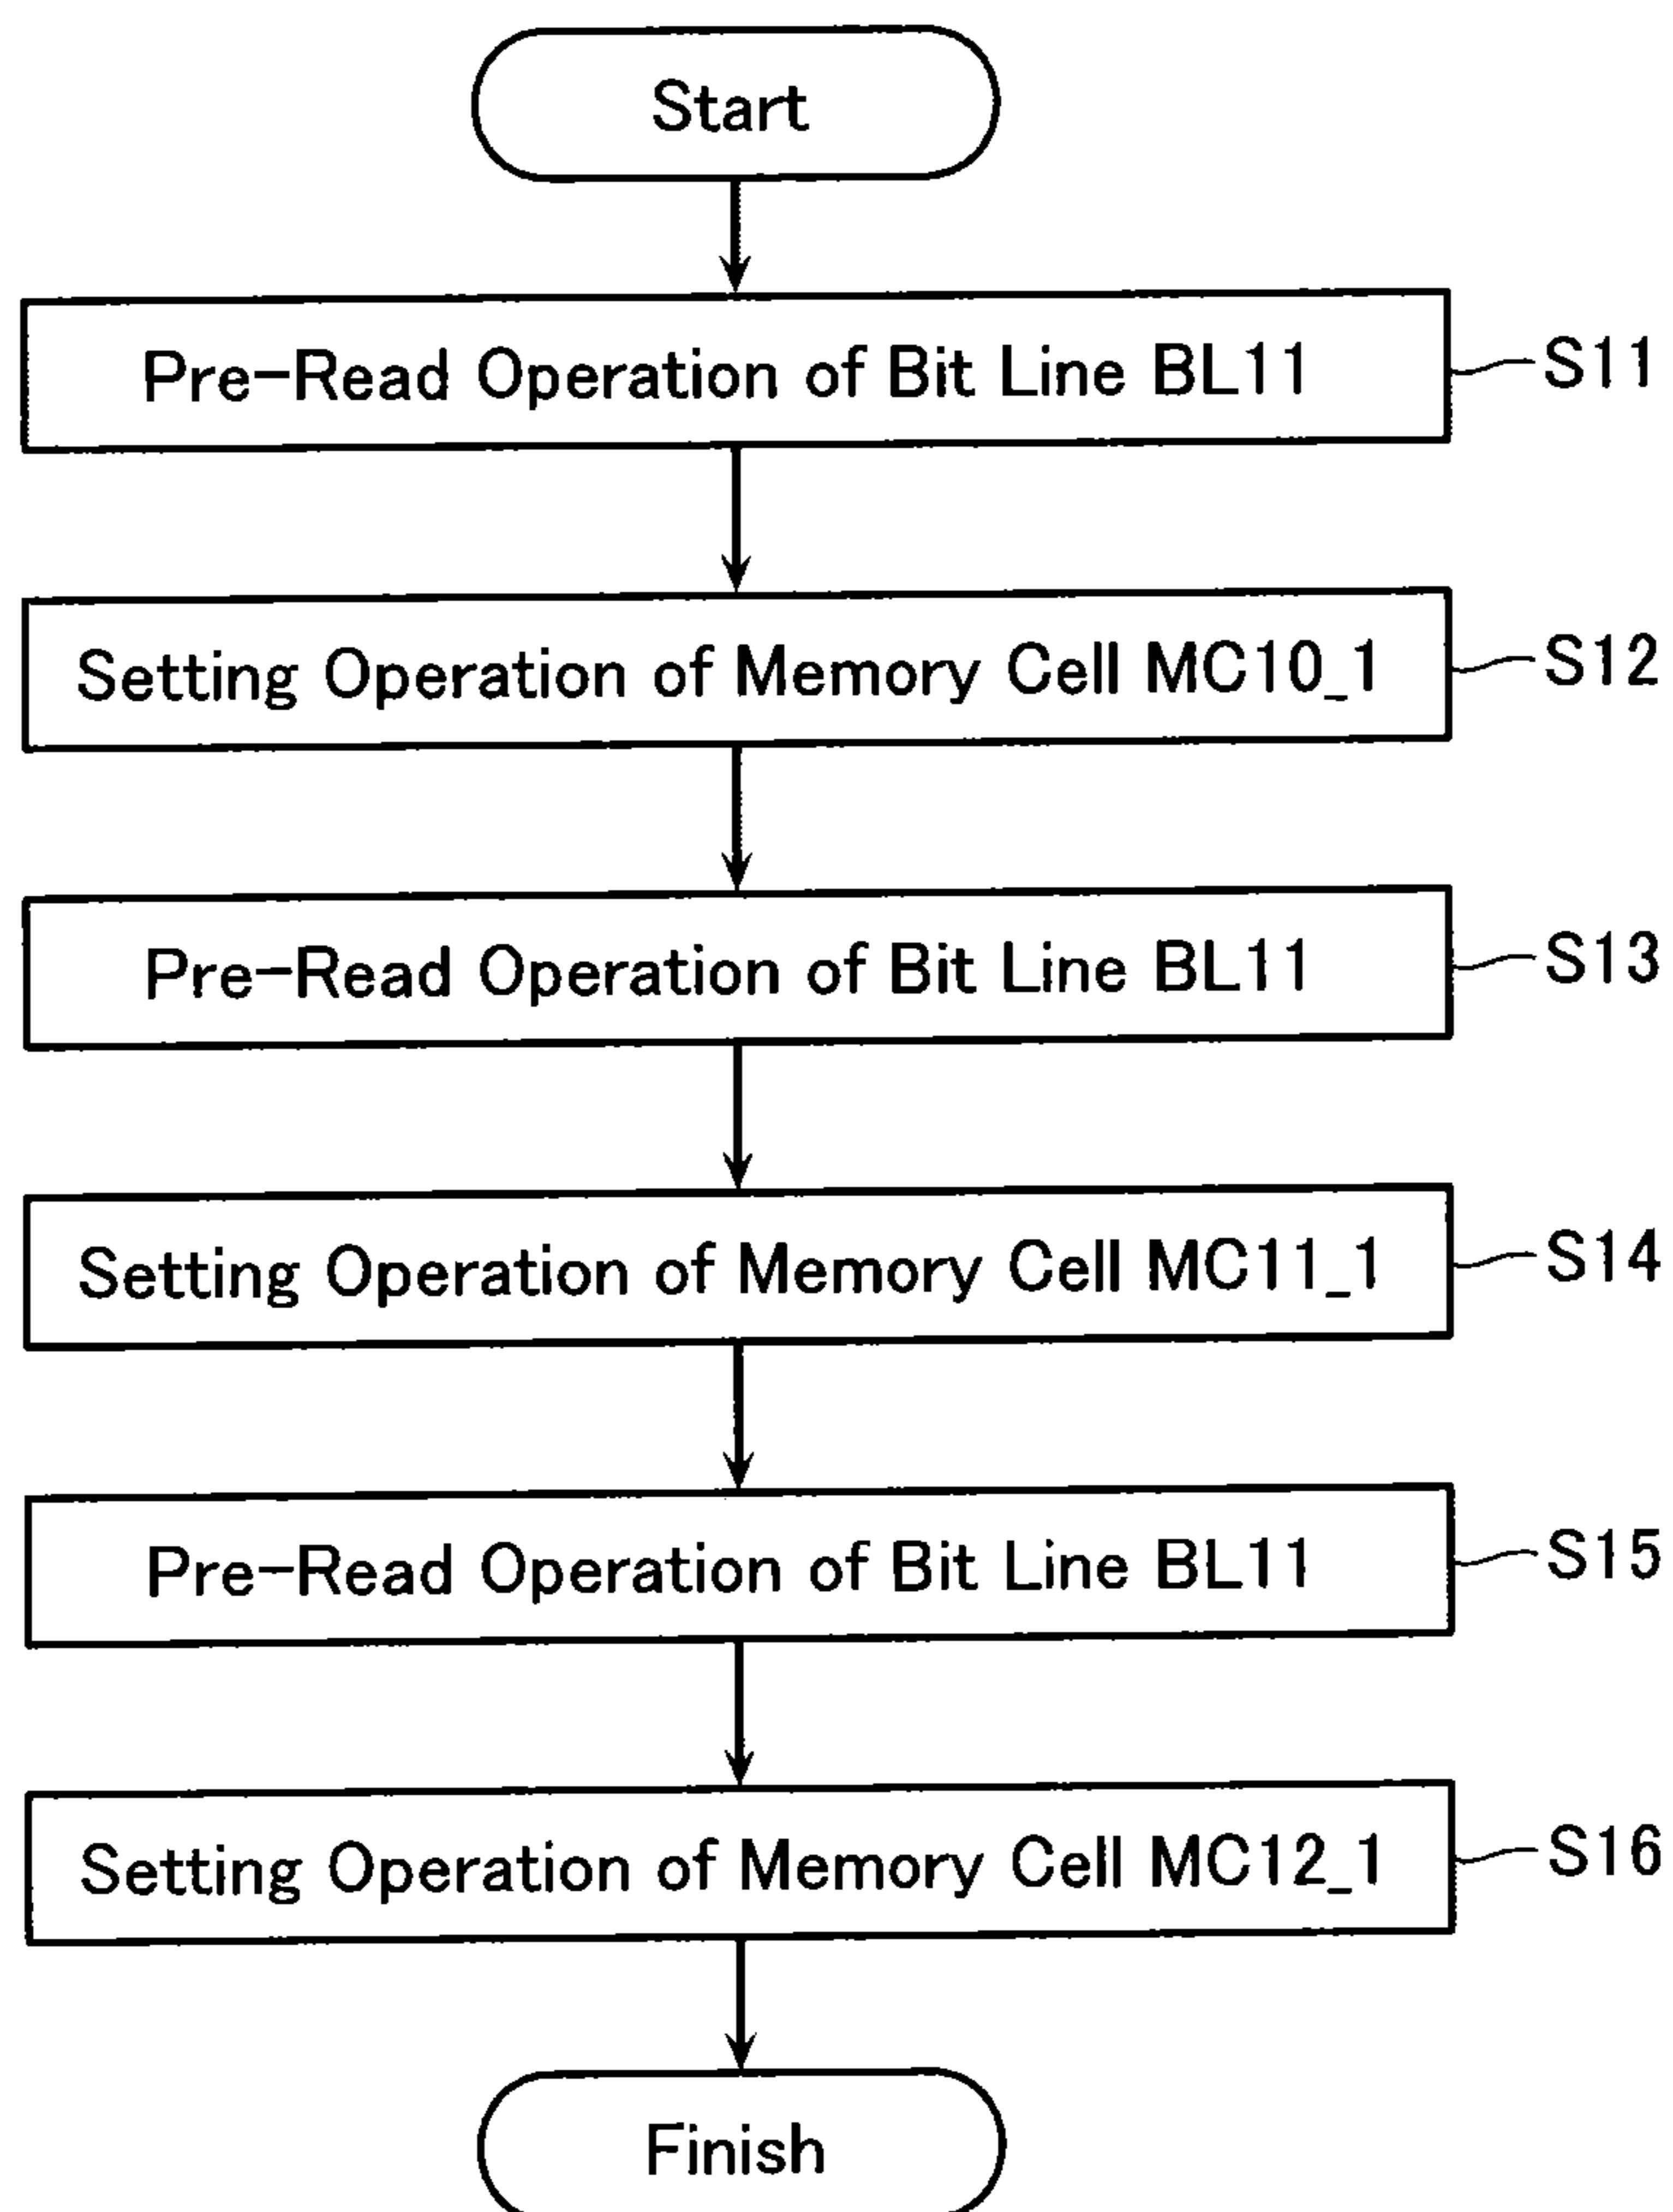 Start
Pre-Read Operation of Bit Line BL11 S11
Setting Operation of Memory Cell MC10_1 S12
Pre-Read Operation of Bit Line BL11 S13
Setting Operation of Memory Cell MC11_1 S14
Pre-Read Operation of Bit Line BL11 S15
Setting Operation of Memory Cell MC12_1 S16
Finish